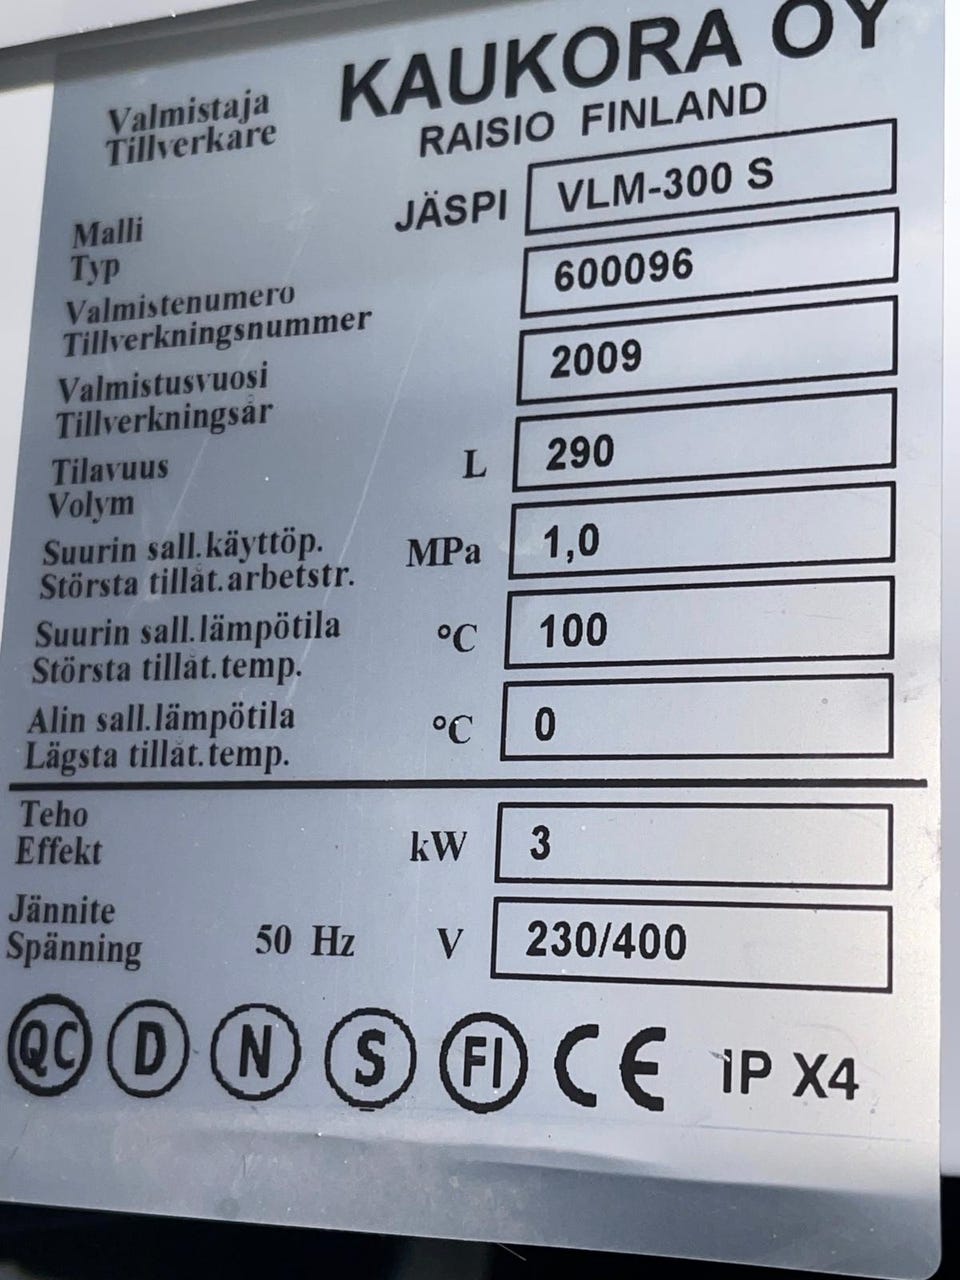 Valmistaja KAUKORA OY
Tillverkare RAISIO FINLAND
Malli JÄSPI VLM-300 S
Typ
Valmistenumero 600096
Tillverkningsnummer
Valmistusvuosi 2009
Tillverkningsår
Tilavuus L 290
Volym
Suurin sall.käyttöp. MPa 1,0
Största tillåt.arbetstr.
Suurin sall.lämpötila °C 100
Största tillåt.temp.
Alin sall.lämpötila °C 0
Lägsta tillåt.temp.
Teho kW 3
Effekt
Jännite 50 Hz V 230/400
Spänning
QC D N S FI CE IP X4